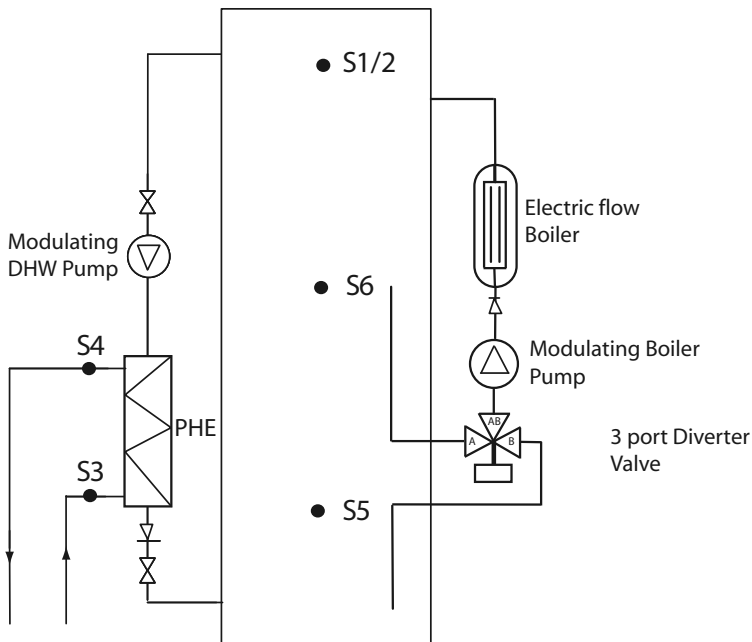 S1/2
Electric flow
Boiler
Modulating
DHW Pump
S6
S4
Modulating Boiler
Pump
AB
A
B
PHE
3 port Diverter
Valve
S3
S5